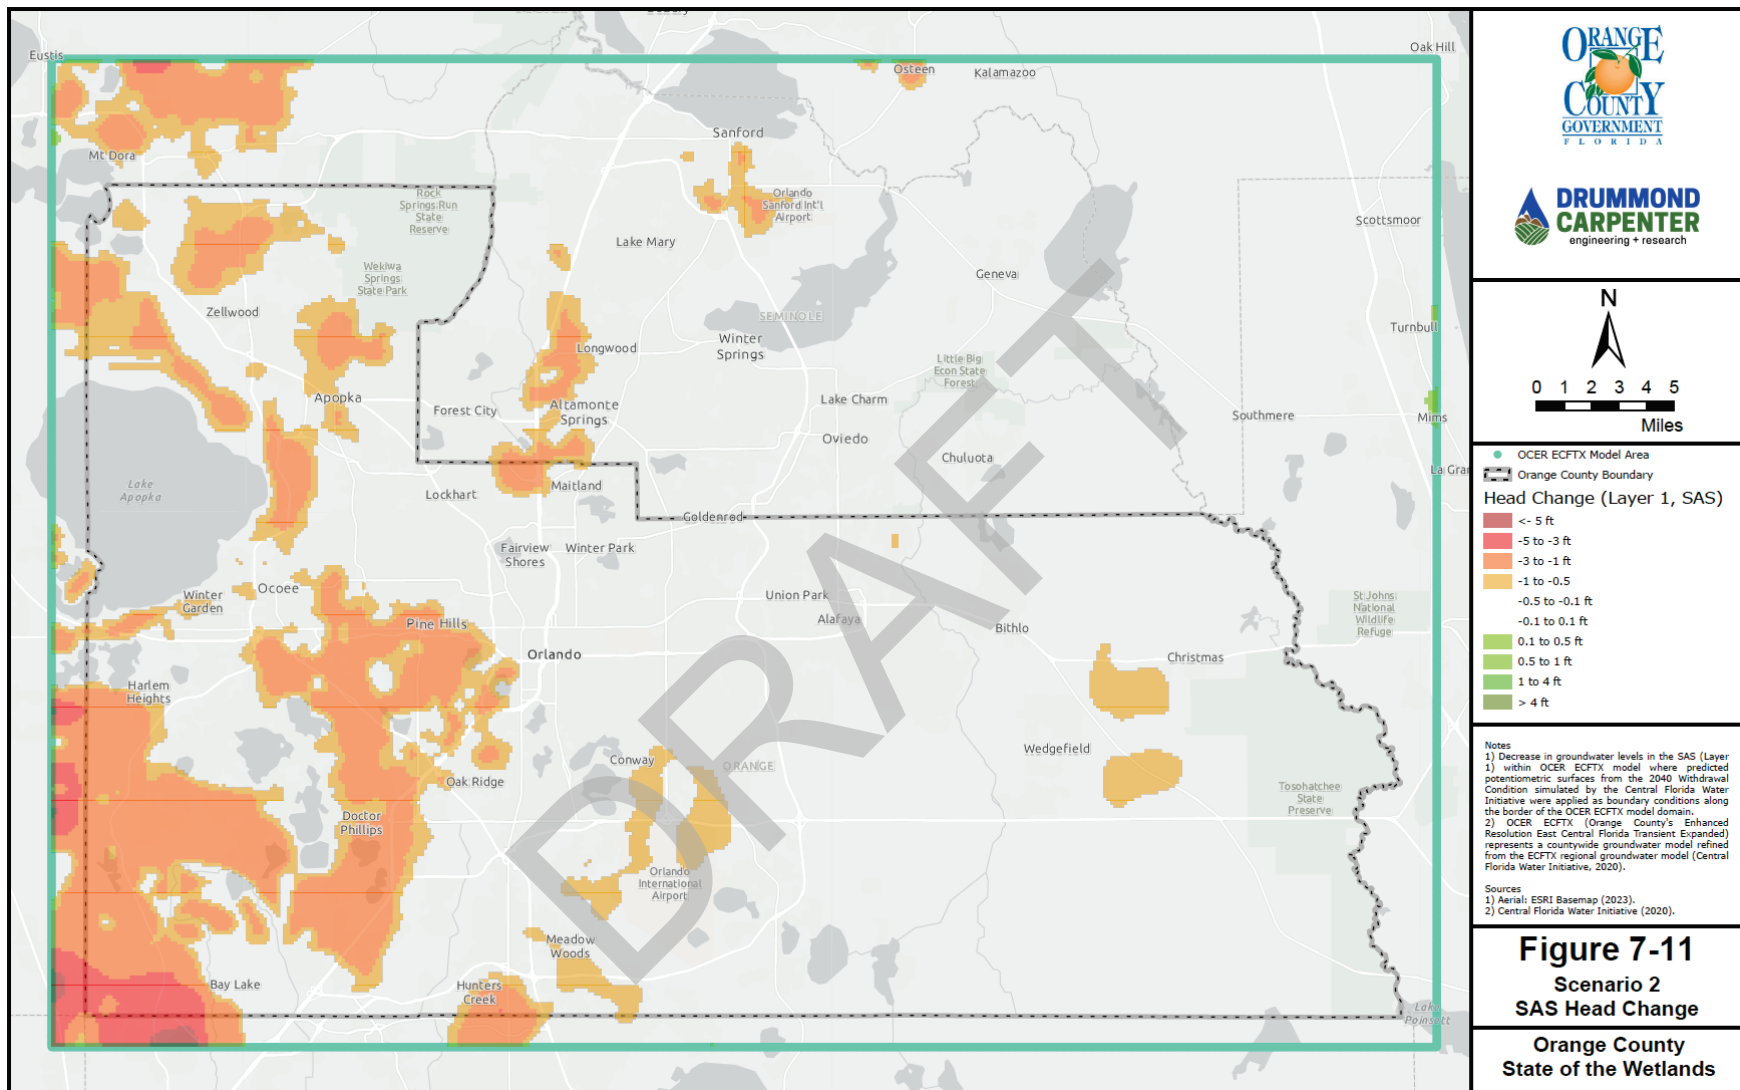 Eustis
Oak Hill
Osteen
Kalamazoo
Sanford
Mt Dora
Rock
Springs Run
State
Reserve
Orlando
Sanford Int'l
Airport
Scottsmoor
Lake Mary
Wekiwa
Springs
State Park
Geneva
Zellwood
SEMINOLE
Turnbull
Longwood
Winter
Springs
Little Big
Econ State
Forest
Apopka
Forest City
Altamonte
Springs
Lake Charm
Southmere
Mims
Oviedo
Chuluota
La Gra
Lake
Apopka
Lockhart
Maitland
Goldenrod
Fairview
Shores
Winter Park
Ocoee
Winter
Garden
Union Park
St Johns
National
Wildlife
Refuge
Pine Hills
Alafaya
Bithlo
Orlando
Christmas
Harlem
Heights
Wedgefield
Conway
ORANGE
Oak Ridge
Tosohatchee
State
Preserve
Doctor
Phillips
Orlando
International
Airport
Meadow
Woods
Bay Lake
Hunters
Creek
Lake
Poinsett
DRAFT
ORANGE
COUNTY
GOVERNMENT
FLORIDA
DRUMMOND
CARPENTER
engineering + research
N
0 1 2 3 4 5
Miles
OCER ECFTX Model Area
Orange County Boundary
Head Change (Layer 1, SAS)
<- 5 ft
-5 to -3 ft
-3 to -1 ft
-1 to -0.5
-0.5 to -0.1 ft
-0.1 to 0.1 ft
0.1 to 0.5 ft
0.5 to 1 ft
1 to 4 ft
> 4 ft
Notes
1) Decrease in groundwater levels in the SAS (Layer
1) within OCER ECFTX model where predicted
potentiometric surfaces from the 2040 Withdrawal
Condition simulated by the Central Florida Water
Initiative were applied as boundary conditions along
the border of the OCER ECFTX model domain.
2) OCER ECFTX (Orange County's Enhanced
Resolution East Central Florida Transient Expanded)
represents a countywide groundwater model refined
from the ECFTX regional groundwater model (Central
Florida Water Initiative, 2020).
Sources
1) Aerial: ESRI Basemap (2023).
2) Central Florida Water Initiative (2020).
Figure 7-11
Scenario 2
SAS Head Change
Orange County
State of the Wetlands